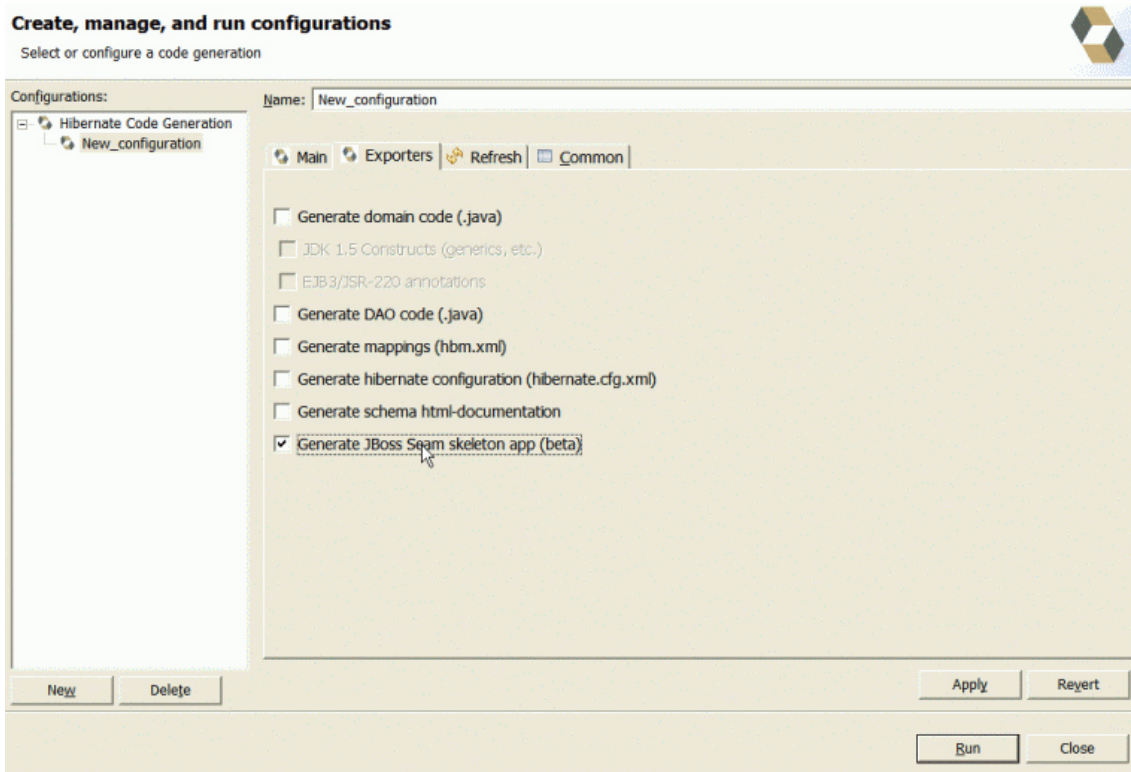 Create, manage, and run configurations
Select or configure a code generation
Configurations:
Hibernate Code Generation
New_configuration
Name: New_configuration
Main Exporters Refresh Common
Generate domain code (.java)
JDK 1.5 Constructs (generics, etc.)
EJB3/JSR-220 annotations
Generate DAO code (.java)
Generate mappings (hbm.xml)
Generate hibernate configuration (hibernate.cfg.xml)
Generate schema html-documentation
Generate JBoss Seam skeleton app (beta)
New Delete
Apply Revert
Run Close